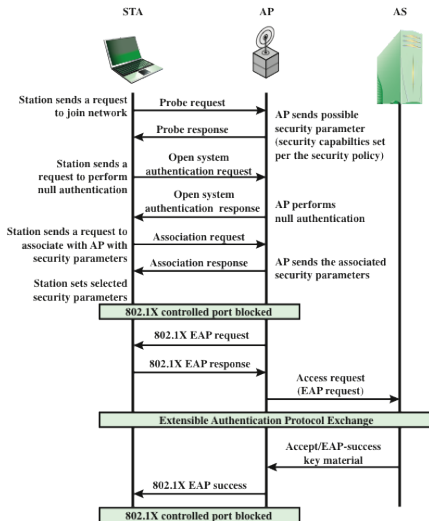 STA
AP
AS
Station sends a request
to join network
Probe request
Probe response
AP sends possible
security parameter
(security capabilties set
per the security policy)
Station sends a
request to perform
null authentication
Open system
authentication request
Open system
authentication response
AP performs
null authentication
Station sends a request to
associate with AP with
security parameters
Association request
Association response
AP sends the associated
security parameters
Station sets selected
security parameters
802.1X controlled port blocked
802.1X EAP request
802.1X EAP response
Access request
(EAP request)
Extensible Authentication Protocol Exchange
Accept/EAP-success
key material
802.1X EAP success
802.1X controlled port blocked